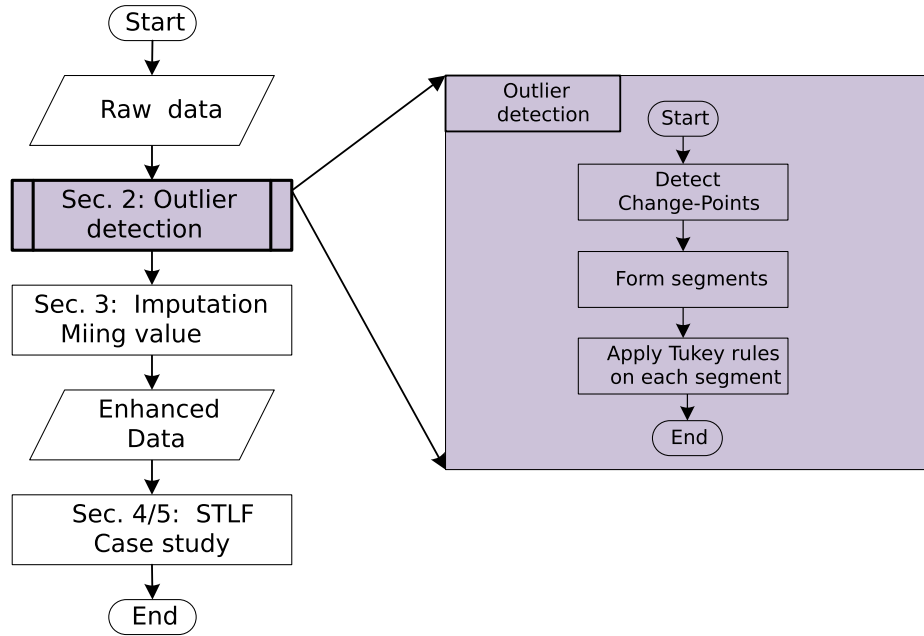 Start
Raw data
Sec. 2: Outlier
detection
Sec. 3: Imputation
Miing value
Enhanced
Data
Sec. 4/5: STLF
Case study
End
Outlier
detection
Start
Detect
Change-Points
Form segments
Apply Tukey rules
on each segment
End